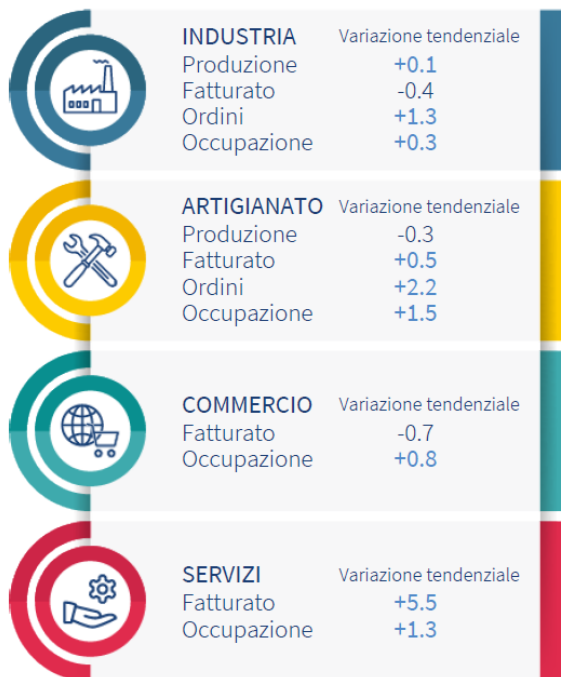 INDUSTRIA Variazione tendenziale
Produzione +0.1
Fatturato -0.4
Ordini +1.3
Occupazione +0.3
ARTIGIANATO Variazione tendenziale
Produzione -0.3
Fatturato +0.5
Ordini +2.2
Occupazione +1.5
COMMERCIO Variazione tendenziale
Fatturato -0.7
Occupazione +0.8
SERVIZI Variazione tendenziale
Fatturato +5.5
Occupazione +1.3